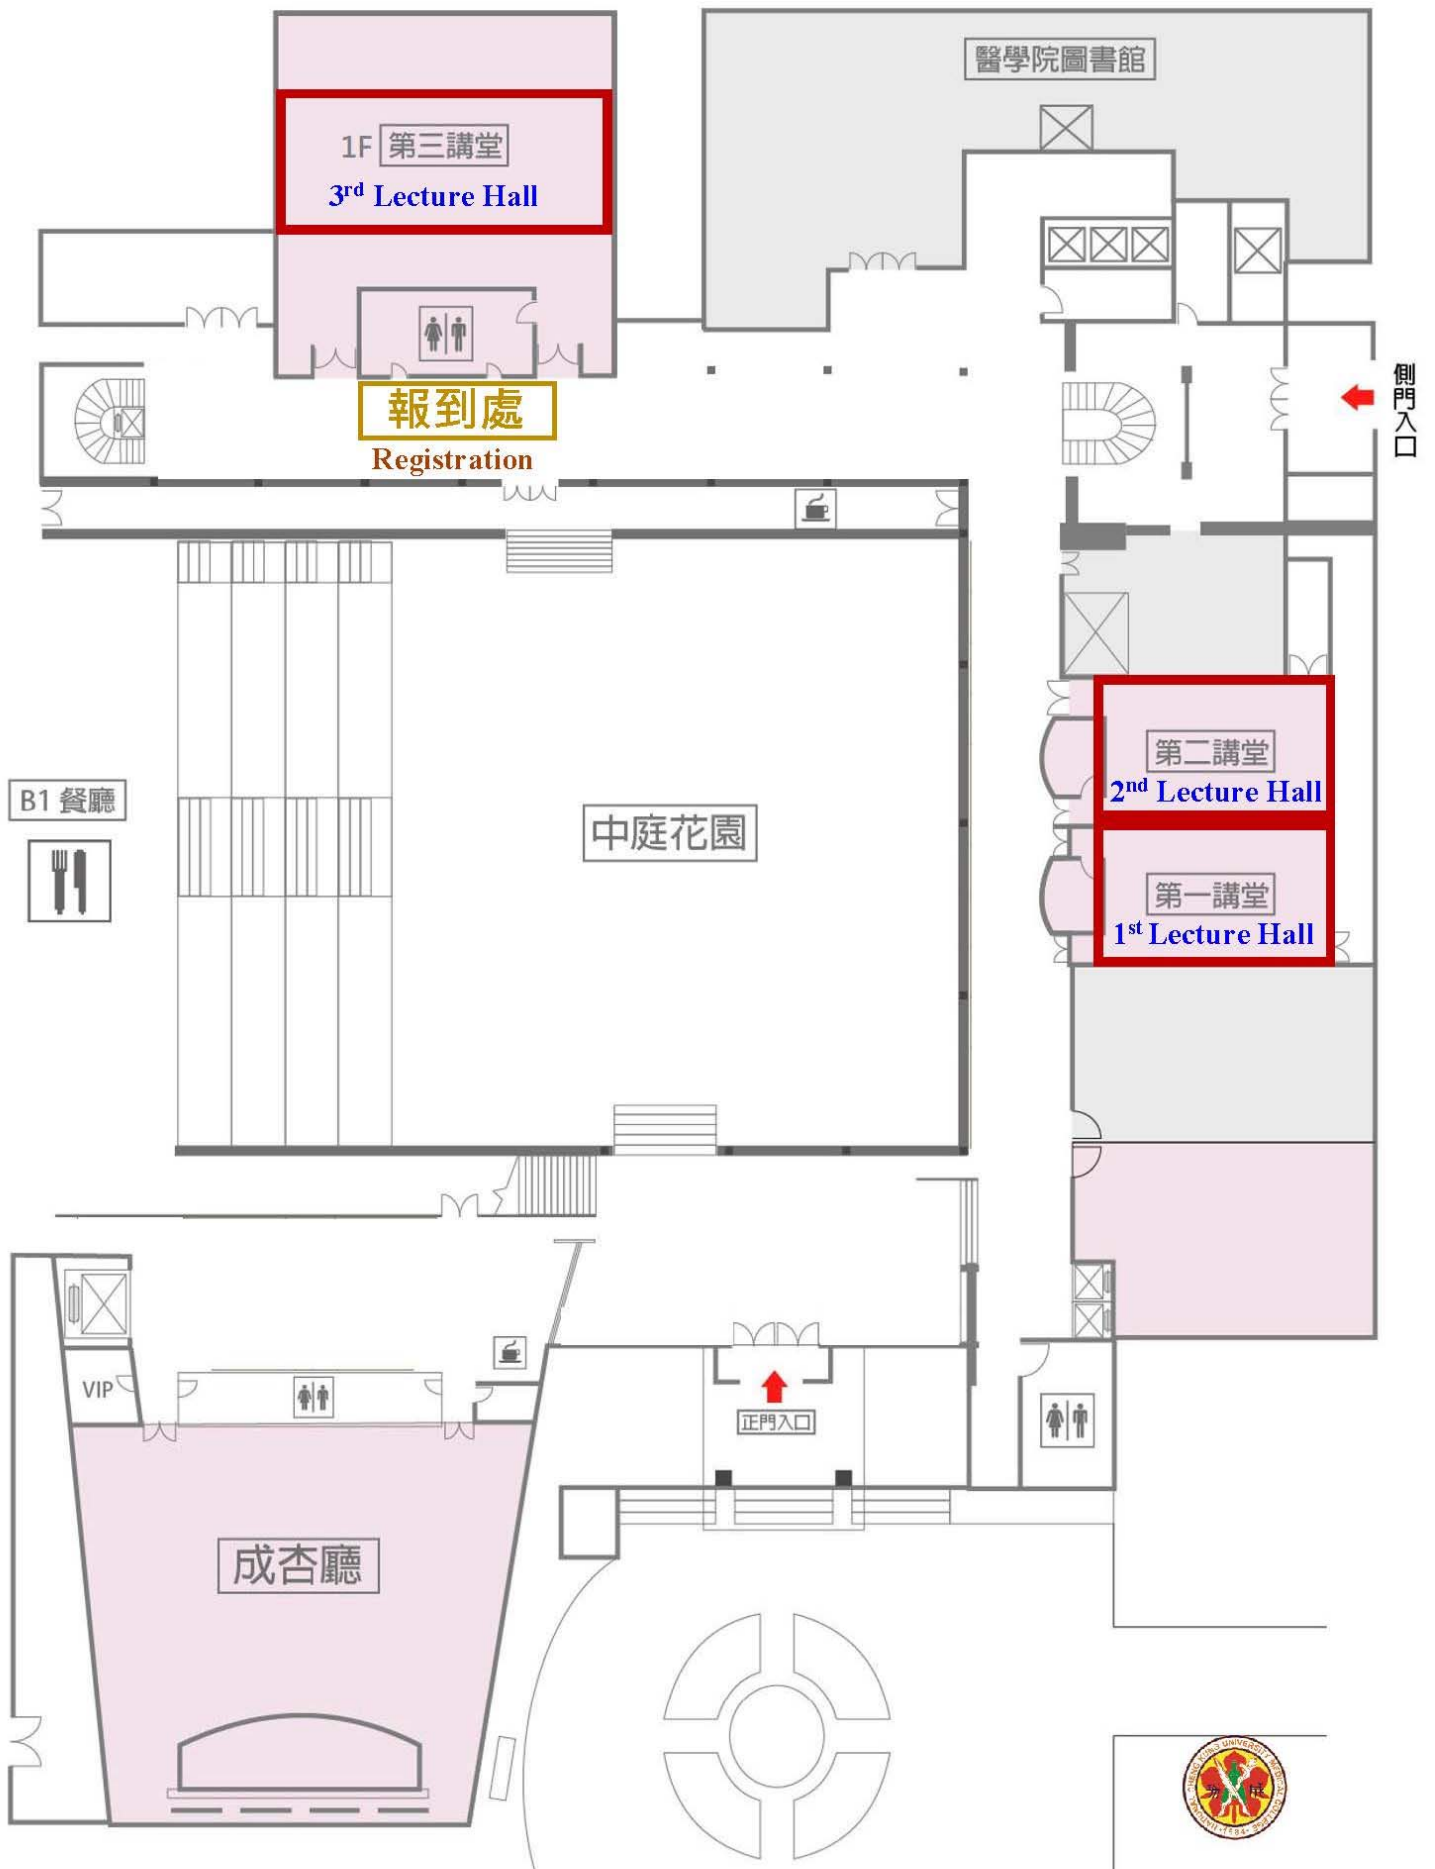 醫學院圖書館
1F 第三講堂
3rd Lecture Hall
側門入口
報到處
Registration
第二講堂
2nd Lecture Hall
B1 餐廳
中庭花園
第一講堂
1st Lecture Hall
VIP
正門入口
成杏廳